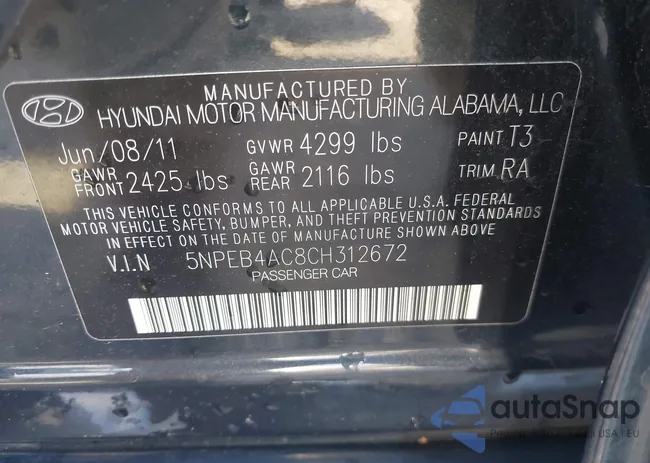 MANUFACTURED BY
HYUNDAI MOTOR MANUFACTURING ALABAMA, LLC
Jun/08/11 GVWR 4299 lbs PAINT T3
GAWR FRONT 2425 lbs GAWR REAR 2116 lbs TRIM RA
THIS VEHICLE CONFORMS TO ALL APPLICABLE U.S.A. FEDERAL
MOTOR VEHICLE SAFETY, BUMPER, AND THEFT PREVENTION STANDARDS
IN EFFECT ON THE DATE OF MANUFACTURE SHOWN ABOVE
V.I.N 5NPEB4AC8CH312672
PASSENGER CAR
autoSnap
USA | EU